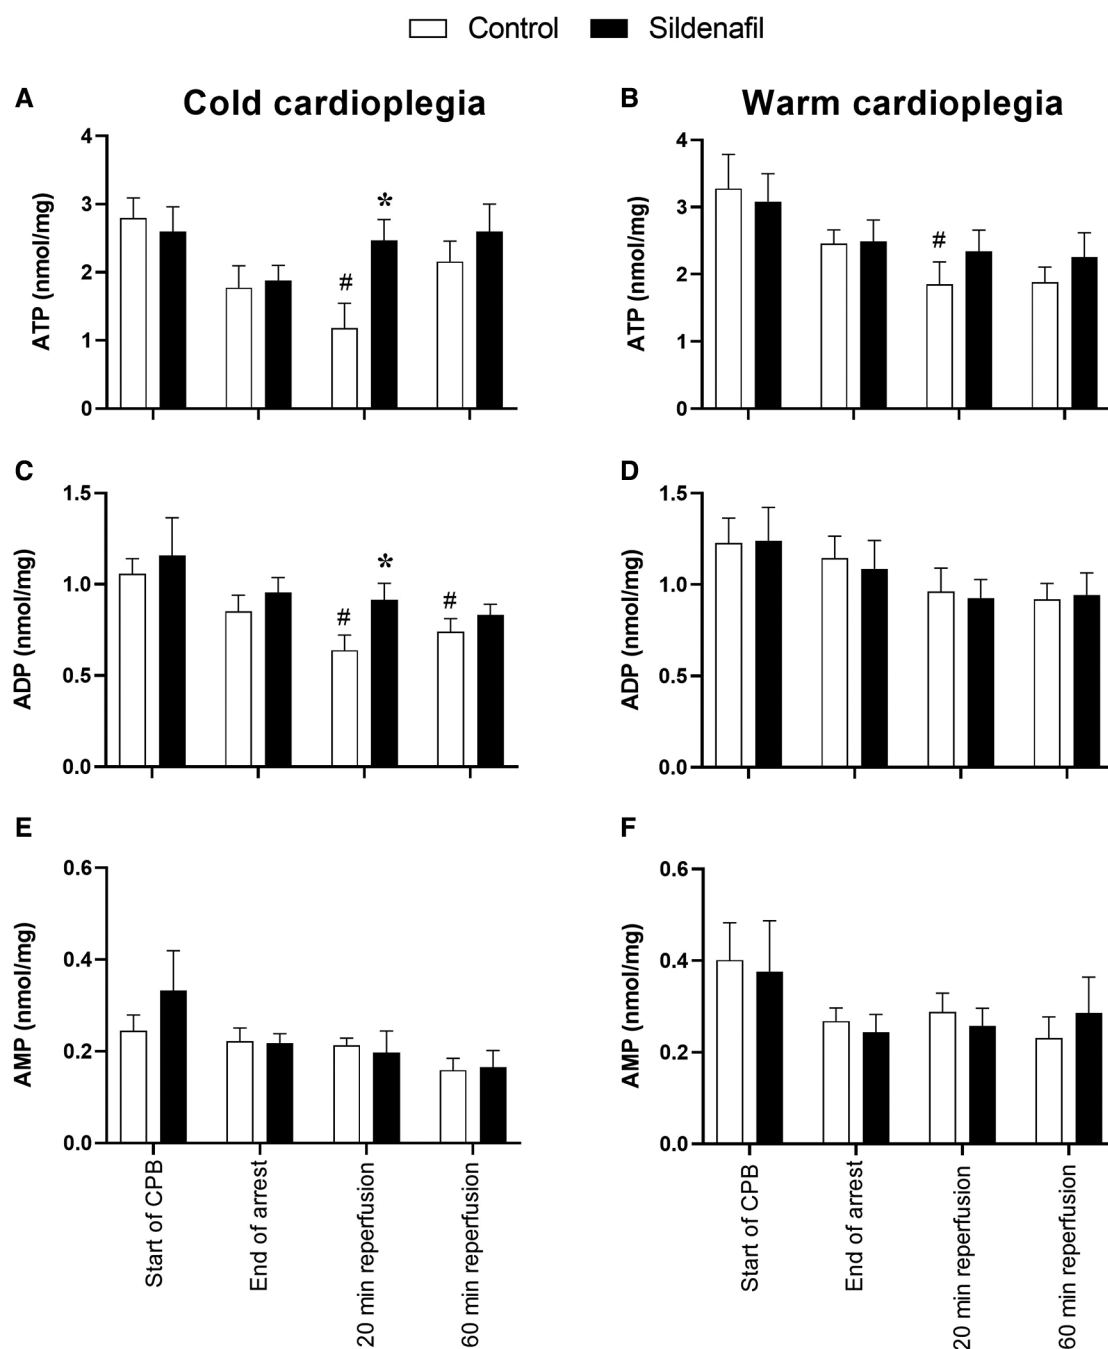 Control Sildenafil
A Cold cardioplegia
B Warm cardioplegia
ATP (nmol/mg)
4
3
2
1
0
#
*
ATP (nmol/mg)
4
3
2
1
0
#
C
ADP (nmol/mg)
1.5
1.0
0.5
0.0
#
*
#
D
ADP (nmol/mg)
1.5
1.0
0.5
0.0
E
AMP (nmol/mg)
0.6
0.4
0.2
0.0
Start of CPB
End of arrest
20 min reperfusion
60 min reperfusion
F
AMP (nmol/mg)
0.6
0.4
0.2
0.0
Start of CPB
End of arrest
20 min reperfusion
60 min reperfusion